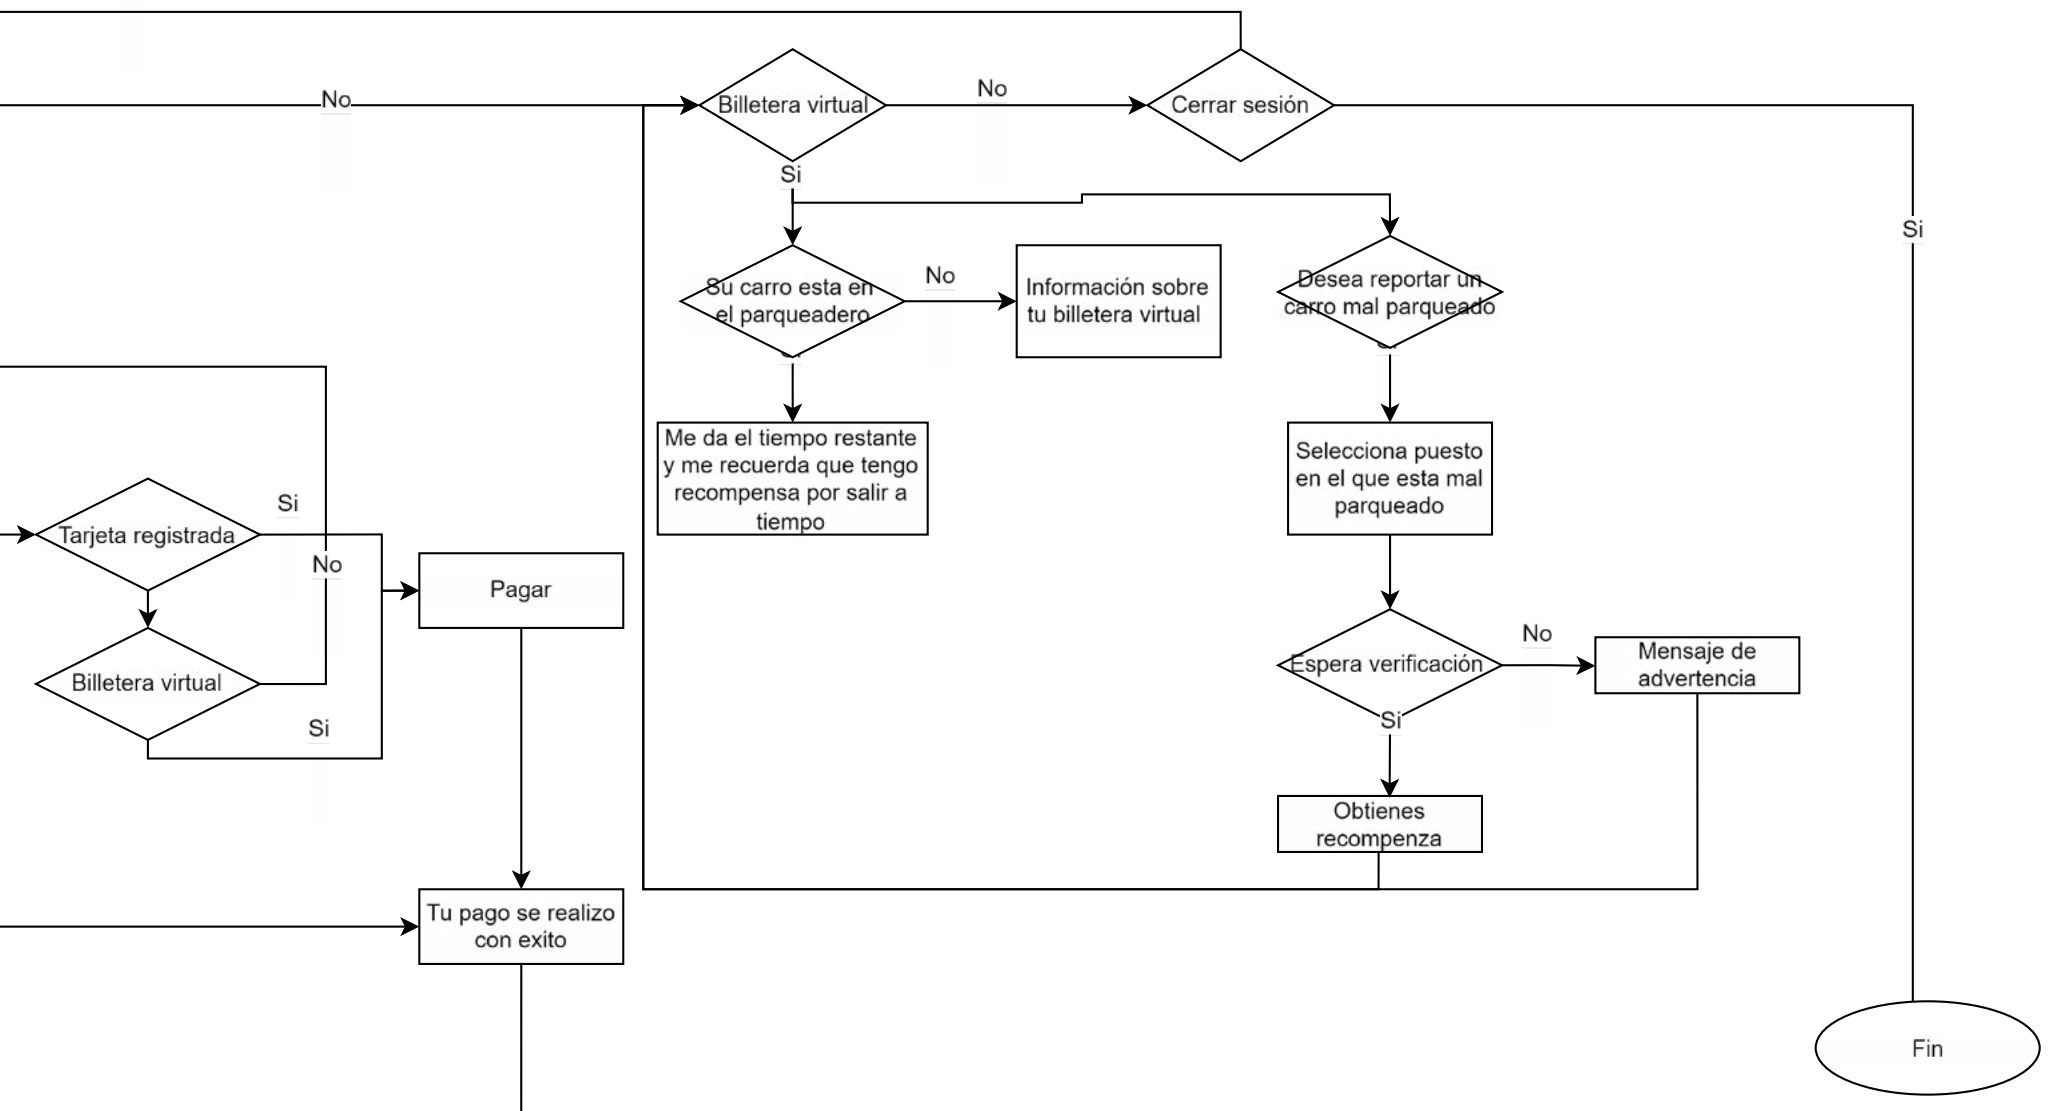 No
Billetera virtual
No
Cerrar sesión
Si
Si
Su carro esta en
el parqueadero
No
Información sobre
tu billetera virtual
Desea reportar un
carro mal parqueado
Me da el tiempo restante
y me recuerda que tengo
recompensa por salir a
tiempo
Selecciona puesto
en el que esta mal
parqueado
Tarjeta registrada
Si
No
Pagar
Billetera virtual
Si
Espera verificación
No
Mensaje de
advertencia
Si
Obtienes
recompenza
Tu pago se realizo
con exito
Fin